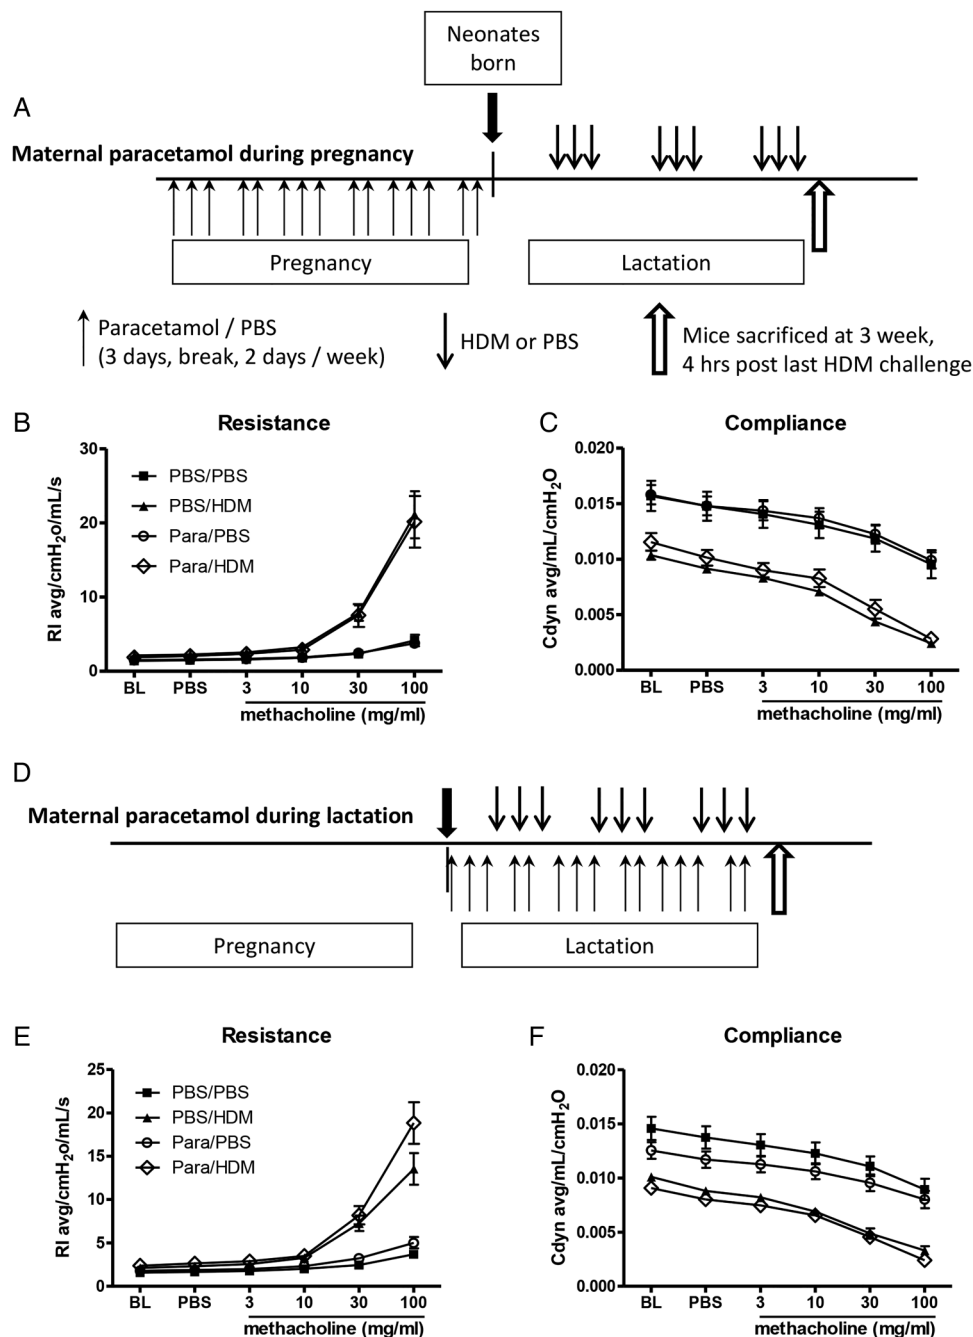 Neonates
born
A
Maternal paracetamol during pregnancy
Pregnancy
Lactation
Paracetamol / PBS
(3 days, break, 2 days / week)
HDM or PBS
Mice sacrificed at 3 week,
4 hrs post last HDM challenge
B
Resistance
RI avg/cmH₂o/mL/s
30
20
10
0
PBS/PBS
PBS/HDM
Para/PBS
Para/HDM
BL PBS 3 10 30 100
methacholine (mg/ml)
C
Compliance
Cdyn avg/mL/cmH₂O
0.020
0.015
0.010
0.005
0.000
BL PBS 3 10 30 100
methacholine (mg/ml)
D
Maternal paracetamol during lactation
Pregnancy
Lactation
E
Resistance
RI avg/cmH₂o/mL/s
25
20
15
10
5
0
PBS/PBS
PBS/HDM
Para/PBS
Para/HDM
BL PBS 3 10 30 100
methacholine (mg/ml)
F
Compliance
Cdyn avg/mL/cmH₂O
0.020
0.015
0.010
0.005
0.000
BL PBS 3 10 30 100
methacholine (mg/ml)